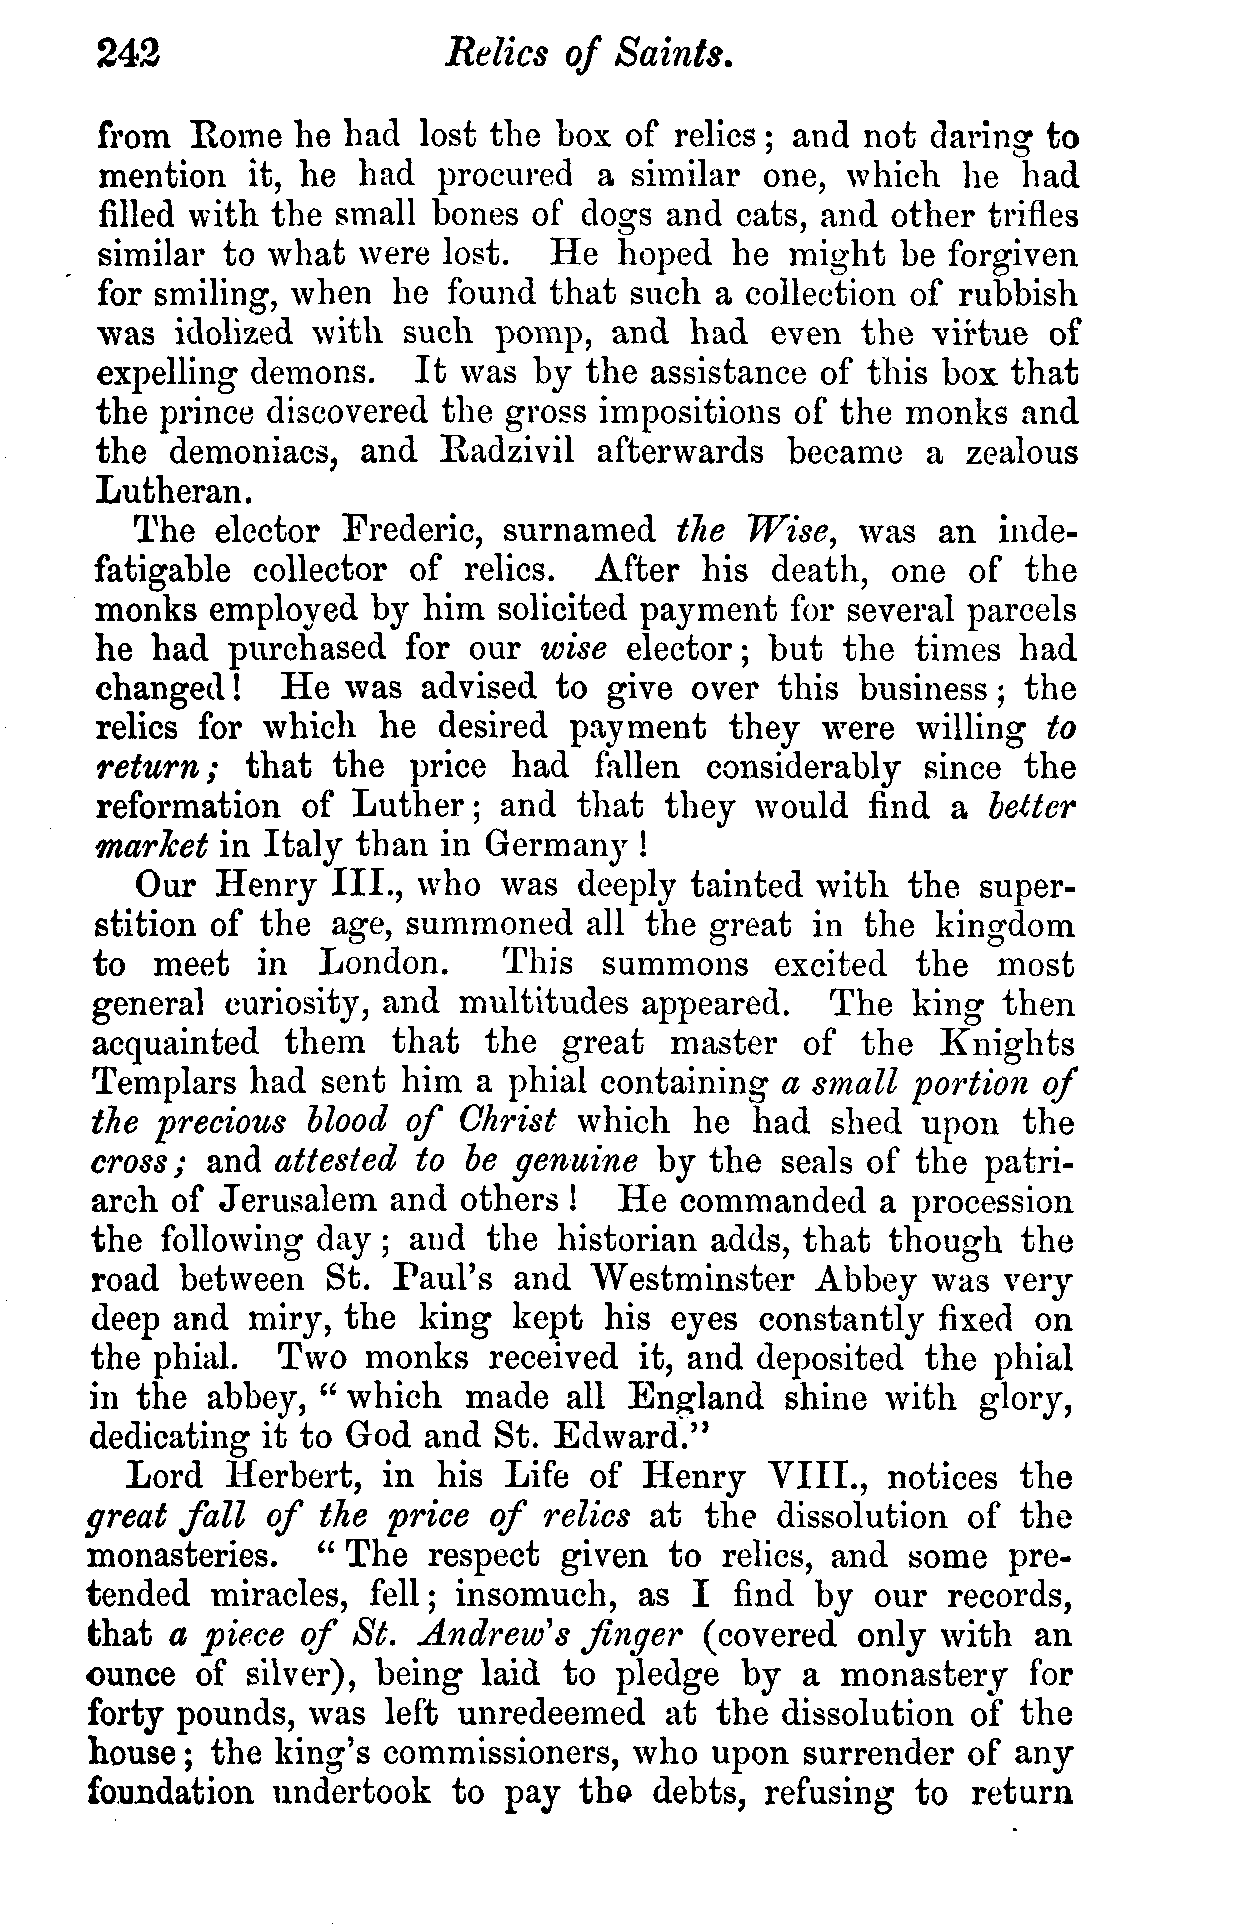 242 Relics of Saints.
from Rome he had lost the box of relics; and not daring to
mention it, he had procured a similar one, which he had
filled with the small bones of dogs and cats, and other trifles
similar to what were lost. He hoped he might be forgiven
for smiling, when he found that such a collection of rubbish
was idolized with such pomp, and had even the virtue of
expelling demons. It was by the assistance of this box that
the prince discovered the gross impositions of the monks and
the demoniacs, and Radzivil afterwards became a zealous
Lutheran.
The elector Frederic, surnamed the Wise, was an inde-
fatigable collector of relics. After his death, one of the
monks employed by him solicited payment for several parcels
he had purchased for our wise elector; but the times had
changed! He was advised to give over this business; the
relics for which he desired payment they were willing to
return; that the price had fallen considerably since the
reformation of Luther; and that they would find a better
market in Italy than in Germany!
Our Henry III., who was deeply tainted with the super-
stition of the age, summoned all the great in the kingdom
to meet in London. This summons excited the most
general curiosity, and multitudes appeared. The king then
acquainted them that the great master of the Knights
Templars had sent him a phial containing a small portion of
the precious blood of Christ which he had shed upon the
cross; and attested to be genuine by the seals of the patri-
arch of Jerusalem and others! He commanded a procession
the following day; and the historian adds, that though the
road between St. Paul's and Westminster Abbey was very
deep and miry, the king kept his eyes constantly fixed on
the phial. Two monks received it, and deposited the phial
in the abbey, "which made all England shine with glory,
dedicating it to God and St. Edward."
Lord Herbert, in his Life of Henry VIII., notices the
great fall of the price of relics at the dissolution of the
monasteries. "The respect given to relics, and some pre-
tended miracles, fell; insomuch, as I find by our records,
that a piece of St. Andrew's finger (covered only with an
ounce of silver), being laid to pledge by a monastery for
forty pounds, was left unredeemed at the dissolution of the
house; the king's commissioners, who upon surrender of any
foundation undertook to pay the debts, refusing to return